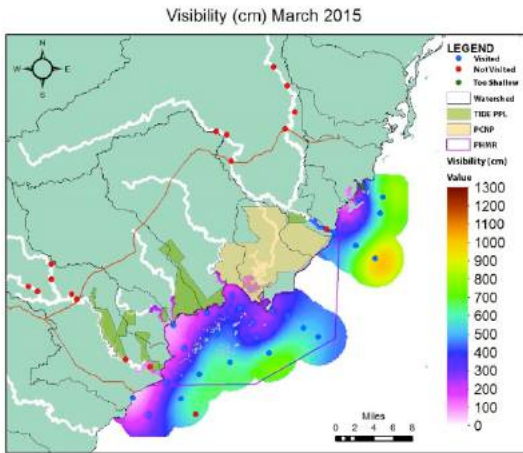 Visibility (cm) March 2015
N
W E
S
LEGEND
Visited
Not Visited
Too Shallow
Watershed
TIDE PPL
PCNP
PHMR
Visibility (cm)
Value
1300
1200
1100
1000
900
800
700
600
500
400
300
200
100
0
Miles
0 2 4 6 8